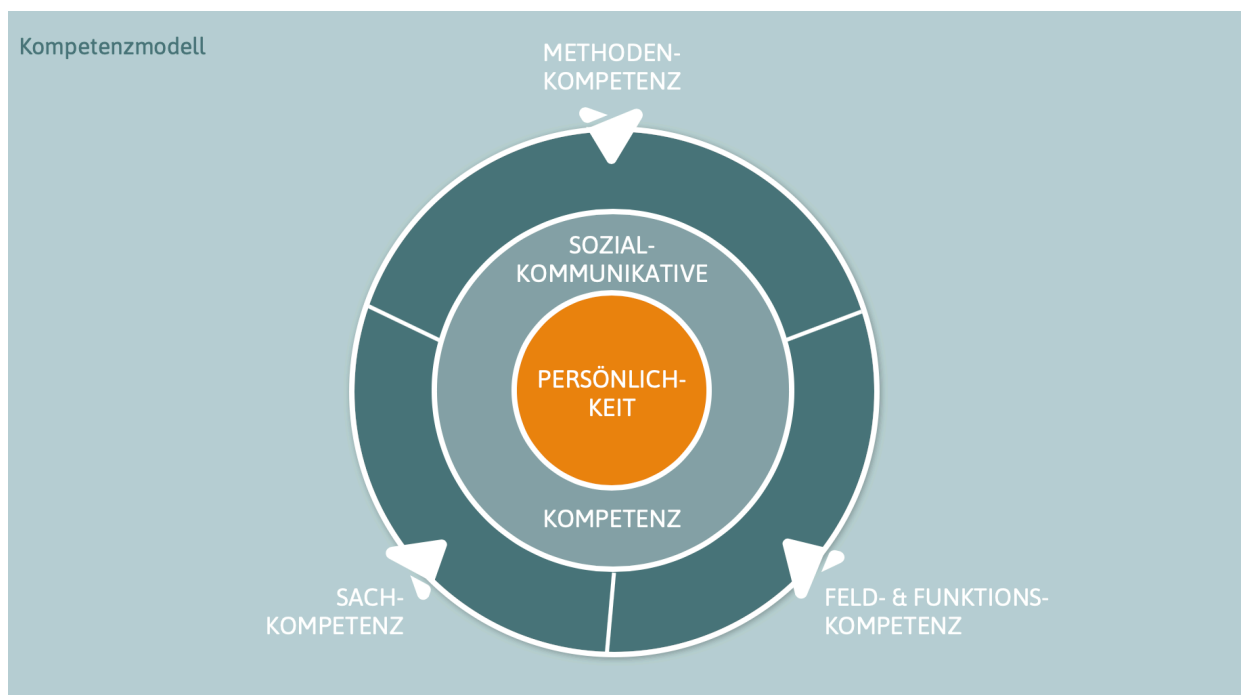 Kompetenzmodell
METHODEN-
KOMPETENZ
SOZIAL-
KOMMUNIKATIVE
PERSÖNLICH-
KEIT
KOMPETENZ
SACH-
KOMPETENZ
FELD- & FUNKTIONS-
KOMPETENZ